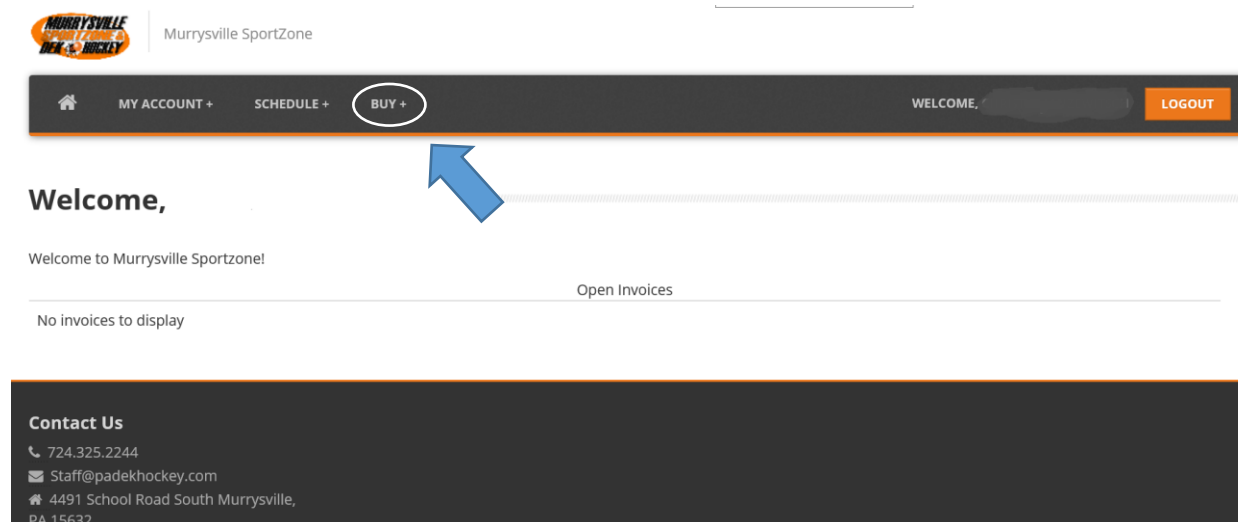 MURRYSVILLE
SPORTZONE &
DEK HOCKEY
Murrysville SportZone
MY ACCOUNT + SCHEDULE + BUY + WELCOME, LOGOUT
Welcome,
Welcome to Murrysville Sportzone!
Open Invoices
No invoices to display
Contact Us
724.325.2244
Staff@padekhockey.com
4491 School Road South Murrysville,
PA 15632